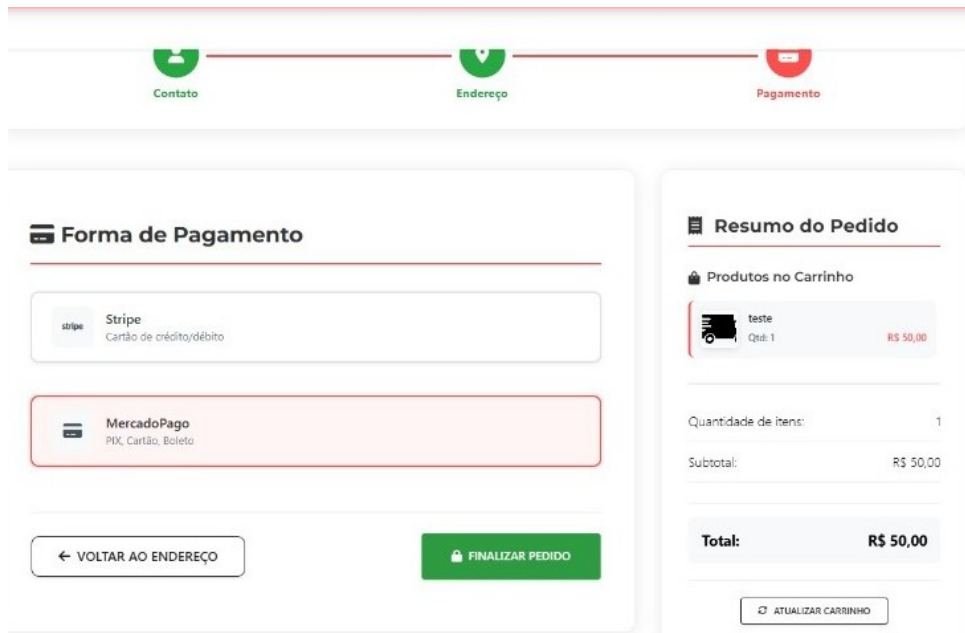 Contato
Endereço
Pagamento
Forma de Pagamento
stripe
Stripe
Cartão de crédito/débito
MercadoPago
PIX, Cartão, Boleto
← VOLTAR AO ENDEREÇO
FINALIZAR PEDIDO
Resumo do Pedido
Produtos no Carrinho
teste
Qtd: 1
R$ 50,00
Quantidade de itens: 1
Subtotal: R$ 50,00
Total: R$ 50,00
ATUALIZAR CARRINHO